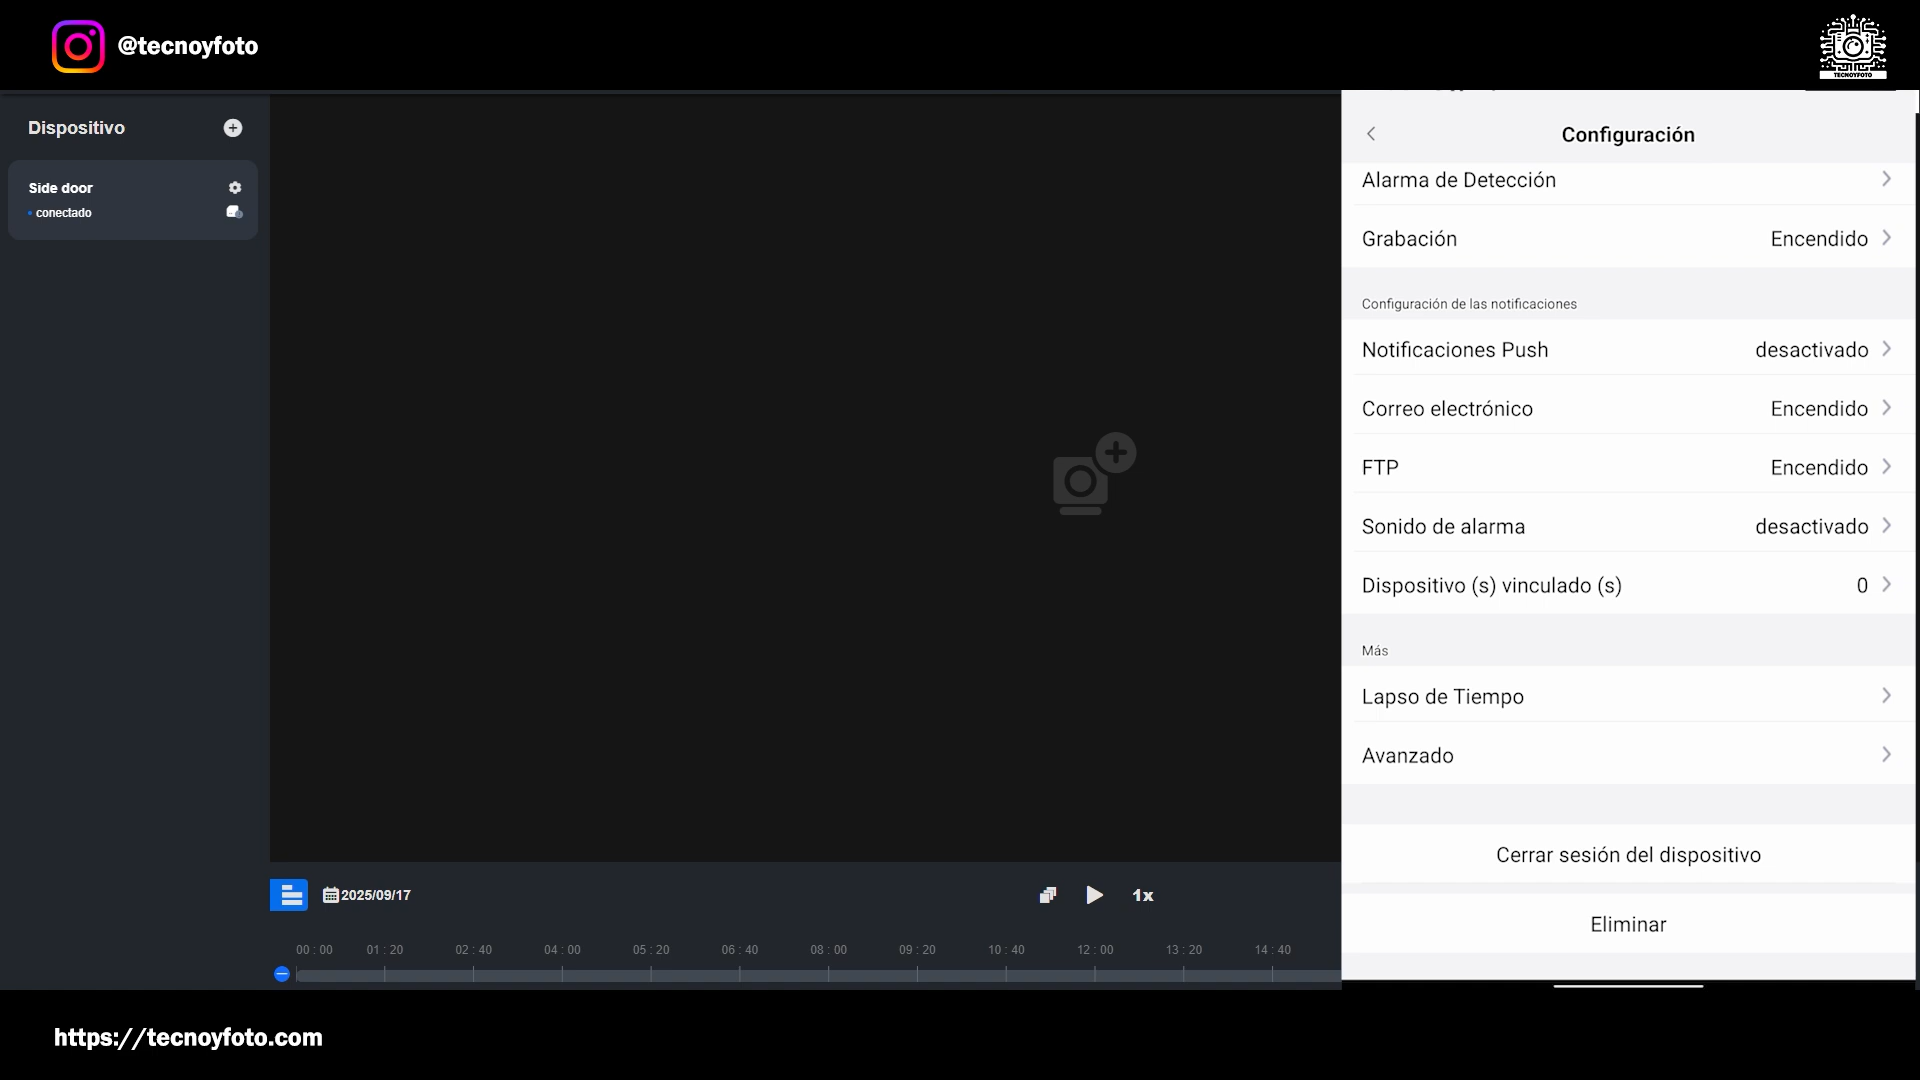 @tecnoyfoto
TECNOYFOTO
Dispositivo
Side door
conectado
Configuración
Alarma de Detección
Grabación Encendido
Configuración de las notificaciones
Notificaciones Push desactivado
Correo electrónico Encendido
FTP Encendido
Sonido de alarma desactivado
Dispositivo (s) vinculado (s) 0
Más
Lapso de Tiempo
Avanzado
Cerrar sesión del dispositivo
Eliminar
2025/09/17
1x
00 : 00 01 : 20 02 : 40 04 : 00 05 : 20 06 : 40 08 : 00 09 : 20 10 : 40 12 : 00 13 : 20 14 : 40
https://tecnoyfoto.com